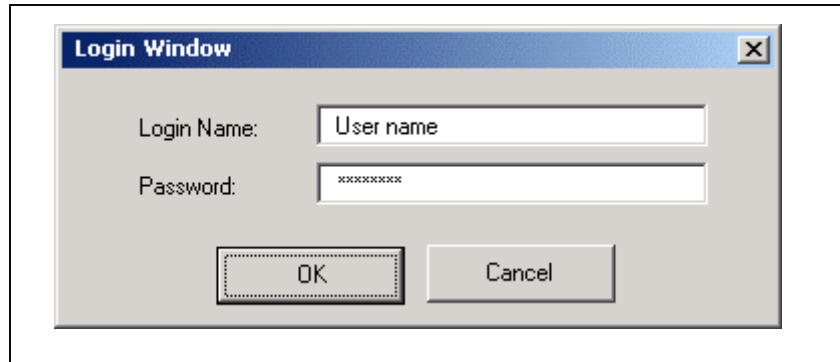 Login Window
Login Name: User name
Password: ********
OK Cancel